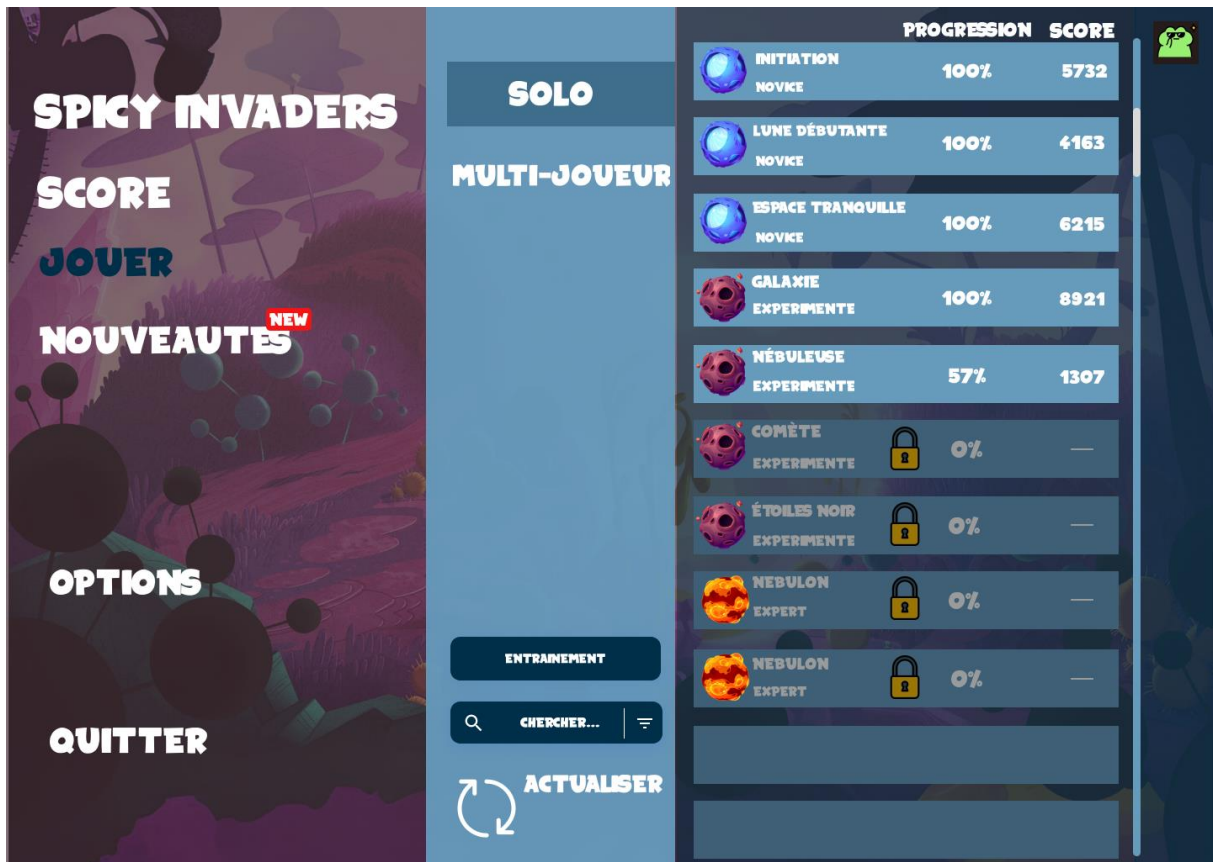 SPICY INVADERS
SCORE
JOUER
NOUVEAUTES
NEW
OPTIONS
QUITTER
SOLO
MULTI-JOUEUR
ENTRAINEMENT
CHERCHER...
ACTUALISER
PROGRESSION SCORE
INITIATION
NOVICE
100% 5732
LUNE DÉBUTANTE
NOVICE
100% 4163
ESPACE TRANQUILLE
NOVICE
100% 6215
GALAXIE
EXPERIMENTE
100% 8921
NÉBULEUSE
EXPERIMENTE
57% 1307
COMÈTE
EXPERIMENTE
0% —
ÉTOILES NOIR
EXPERIMENTE
0% —
NEBULON
EXPERT
0% —
NEBULON
EXPERT
0% —